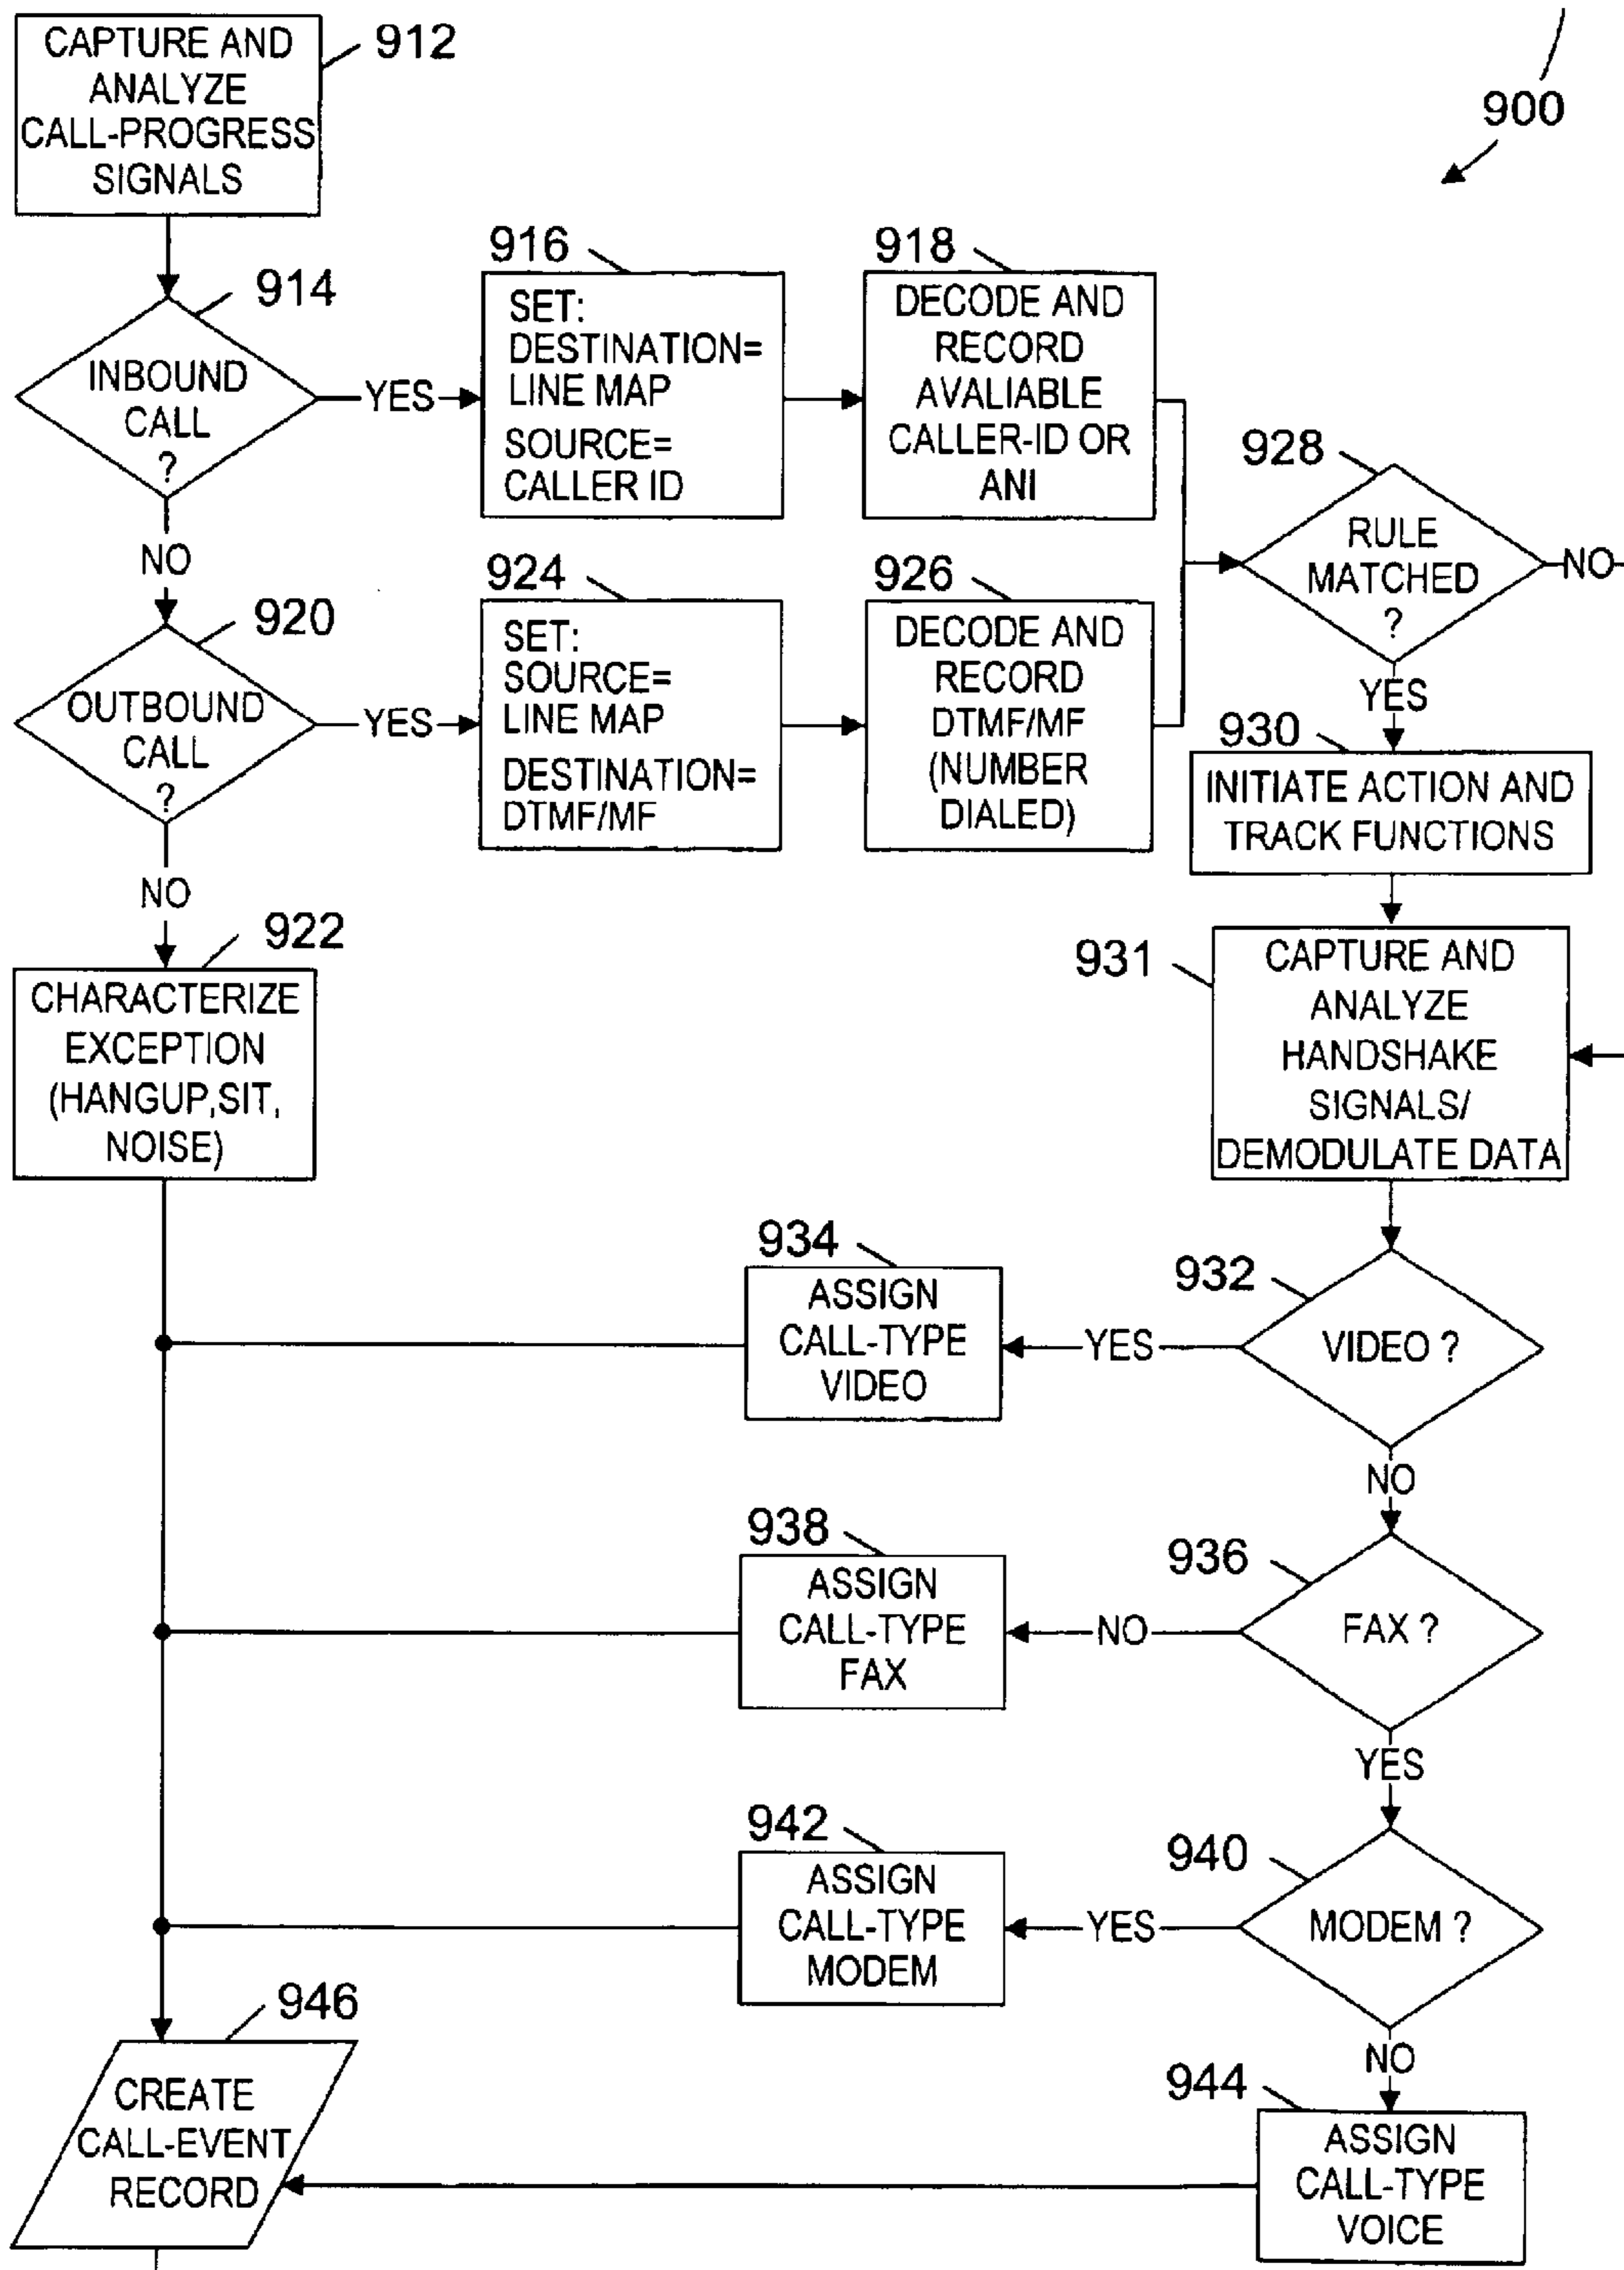 CAPTURE AND
ANALYZE
CALL-PROGRESS
SIGNALS
912
900
914
INBOUND
CALL
?
YES
NO
916
SET:
DESTINATION=
LINE MAP
SOURCE=
CALLER ID
918
DECODE AND
RECORD
AVALIABLE
CALLER-ID OR
ANI
920
OUTBOUND
CALL
?
YES
NO
924
SET:
SOURCE=
LINE MAP
DESTINATION=
DTMF/MF
926
DECODE AND
RECORD
DTMF/MF
(NUMBER
DIALED)
928
RULE
MATCHED
?
NO
YES
930
INITIATE ACTION AND
TRACK FUNCTIONS
922
CHARACTERIZE
EXCEPTION
(HANGUP,SIT,
NOISE)
931
CAPTURE AND
ANALYZE
HANDSHAKE
SIGNALS/
DEMODULATE DATA
932
VIDEO ?
YES
934
ASSIGN
CALL-TYPE
VIDEO
NO
936
FAX ?
NO
938
ASSIGN
CALL-TYPE
FAX
YES
940
MODEM ?
YES
942
ASSIGN
CALL-TYPE
MODEM
NO
944
ASSIGN
CALL-TYPE
VOICE
946
CREATE
CALL-EVENT
RECORD